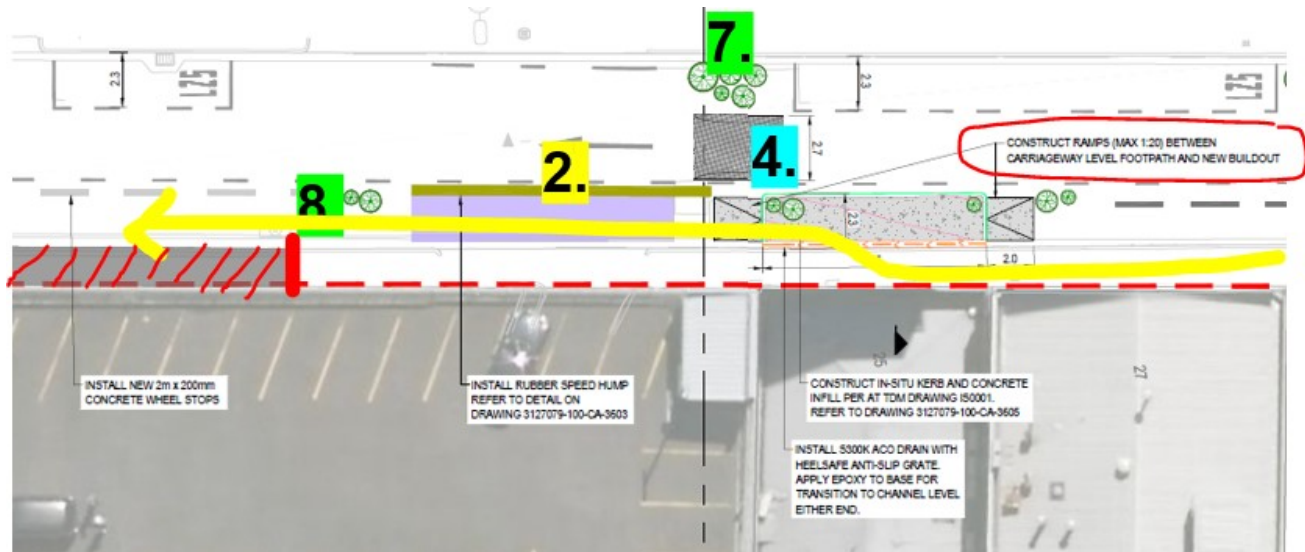 7.
2.3
LZ5
2.3
LZ5
2.7
4.
2.
8
CONSTRUCT RAMPS (MAX 1:20) BETWEEN
CARRIAGEWAY LEVEL FOOTPATH AND NEW BUILDOUT
2.3
2.0
INSTALL NEW 2m x 200mm
CONCRETE WHEEL STOPS
INSTALL RUBBER SPEED HUMP
REFER TO DETAIL ON
DRAWING 3127079-100-CA-3603
25
27
CONSTRUCT IN-SITU KERB AND CONCRETE
INFILL PER AT TDM DRAWING IS0001.
REFER TO DRAWING 3127079-100-CA-3605
INSTALL S300K ACO DRAIN WITH
HEELSAFE ANTI-SLIP GRATE.
APPLY EPOXY TO BASE FOR
TRANSITION TO CHANNEL LEVEL
EITHER END.